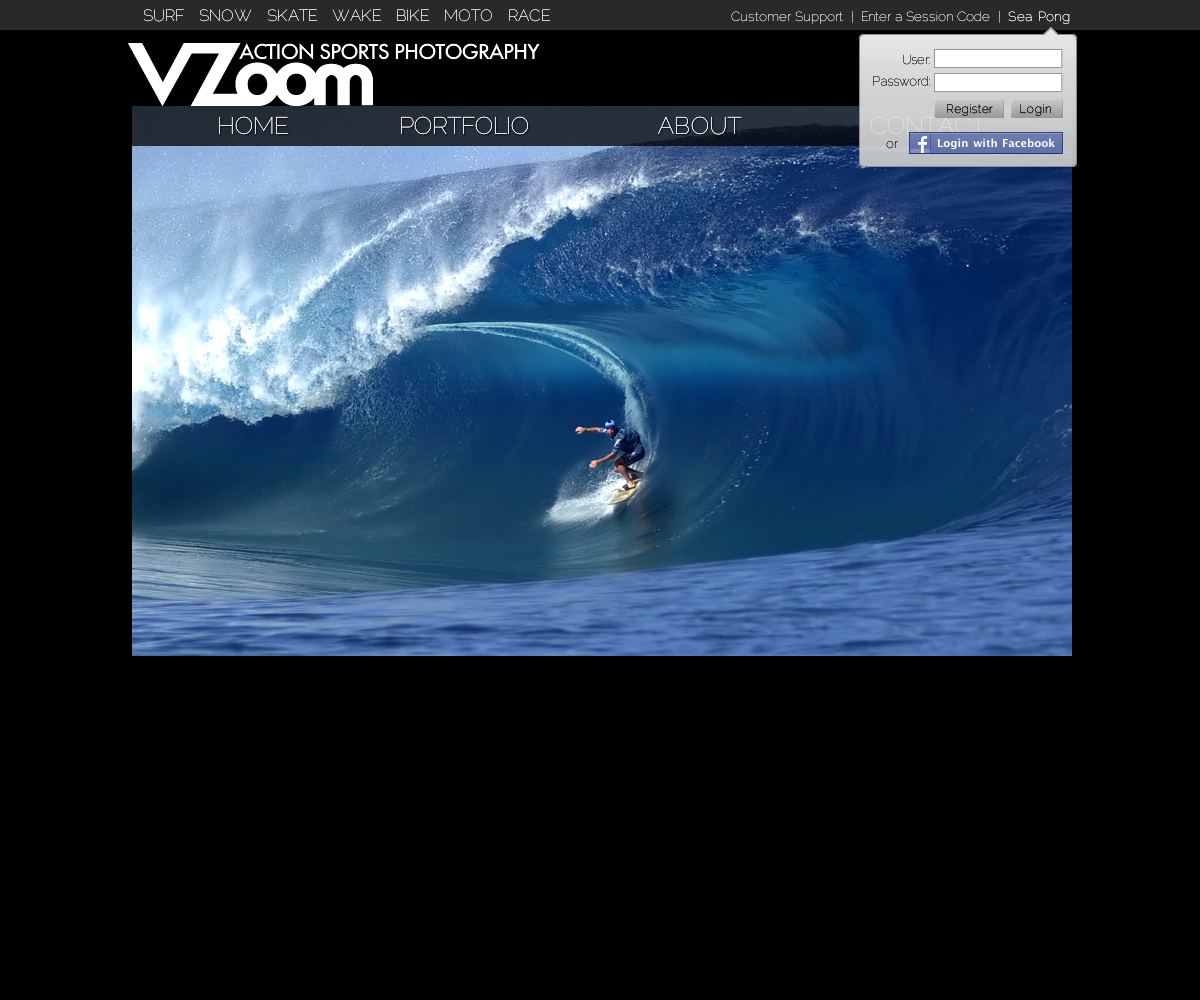 SURF SNOW SKATE WAKE BIKE MOTO RACE
Customer Support | Enter a Session Code | Sea Pong
ACTION SPORTS PHOTOGRAPHY
VZoom
User:
Password:
Register Login
or Login with Facebook
HOME PORTFOLIO ABOUT CONTACT